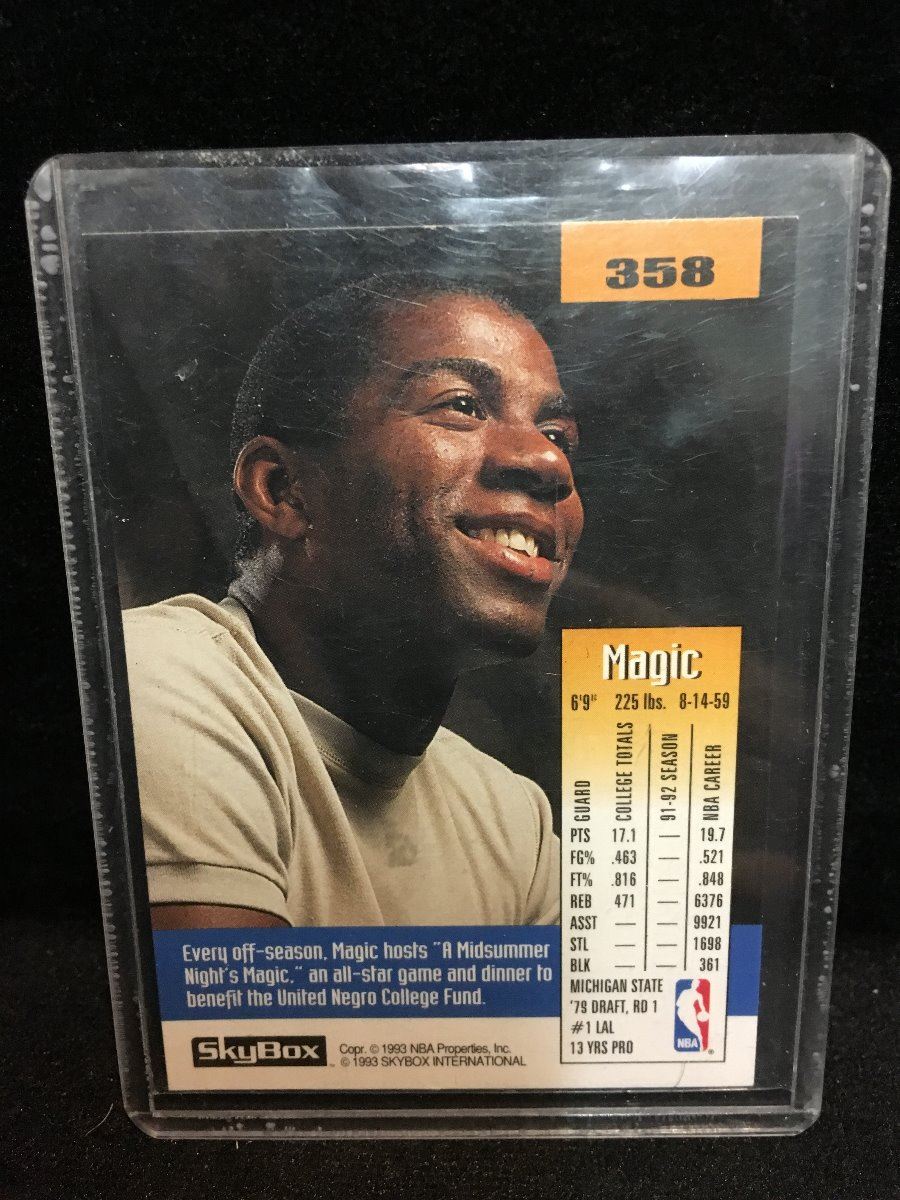 358
Magic
6'9" 225 lbs. 8-14-59
GUARD COLLEGE TOTALS 91-92 SEASON NBA CAREER
PTS 17.1 — 19.7
FG% .463 — .521
FT% .816 — .848
REB 471 — 6376
ASST — — 9921
STL — — 1698
BLK — — 361
MICHIGAN STATE
'79 DRAFT, RD 1
#1 LAL
13 YRS PRO
NBA
Every off-season, Magic hosts "A Midsummer
Night's Magic," an all-star game and dinner to
benefit the United Negro College Fund.
SkyBox
Copr. © 1993 NBA Properties, Inc.
© 1993 SKYBOX INTERNATIONAL